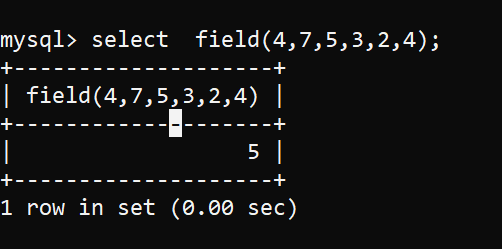 mysql> select  field(4,7,5,3,2,4);
+--------------------+
| field(4,7,5,3,2,4) |
+--------------------+
|                  5 |
+--------------------+
1 row in set (0.00 sec)